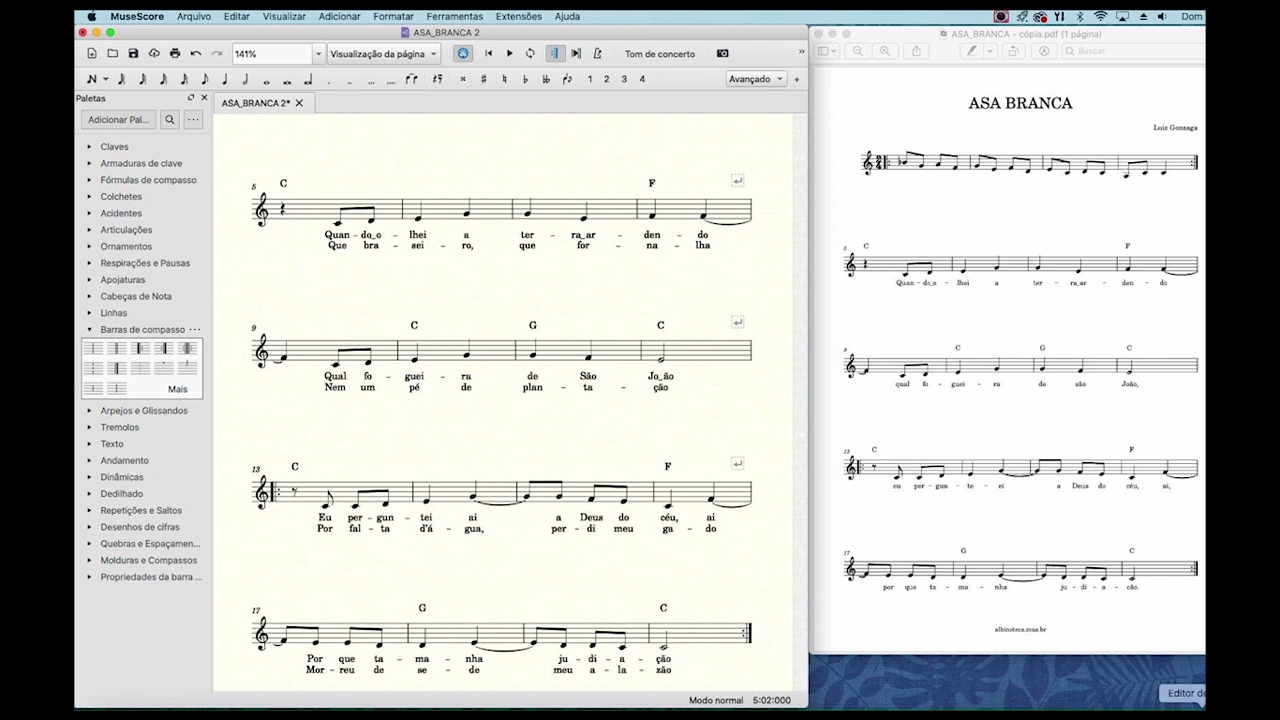 MuseScore Arquivo Editar Visualizar Adicionar Formatar Ferramentas Extensões Ajuda Dom
ASA_BRANCA 2
141% Visualização da página Tom de concerto »
1 2 3 4 Avançado +
Paletas
ASA_BRANCA 2*
Adicionar Pal...
Claves
Armaduras de clave
Fórmulas de compasso
Colchetes
Acidentes
Articulações
Ornamentos
Respirações e Pausas
Apojaturas
Cabeças de Nota
Linhas
Barras de compasso
Mais
Arpejos e Glissandos
Tremolos
Texto
Andamento
Dinâmicas
Dedilhado
Repetições e Saltos
Desenhos de cifras
Quebras e Espaçamen...
Molduras e Compassos
Propriedades da barra ...
5 C F
Quan - do_o - lhei a ter - ra_ar - den - do
Que bra - sei - ro, que for - na - lha
9 C G C
Qual fo - guei - ra de São Jo_ão
Nem um pé de plan - ta - ção
13 C F
Eu per - gun - tei ai a Deus do céu, ai
Por fal - ta d'á - gua, per - di meu ga - do
17 G C
Por que ta - ma - nha ju - di - a - ção
Mor - reu de se - de meu a - la - zão
Modo normal 5:02:000
ASA_BRANCA - cópia.pdf (1 página)
Buscar
ASA BRANCA
Luiz Gonzaga
5 C F
Quan - do_o - lhei a ter - ra_ar - den - do
9 C G C
qual fo - guei - ra de são João,
13 C F
eu per - gun - te - ei a Deus do céu, ai,
17 G C
por que ta - ma - nha ju - di - a - ção.
albinoteca.mus.br
Editor de